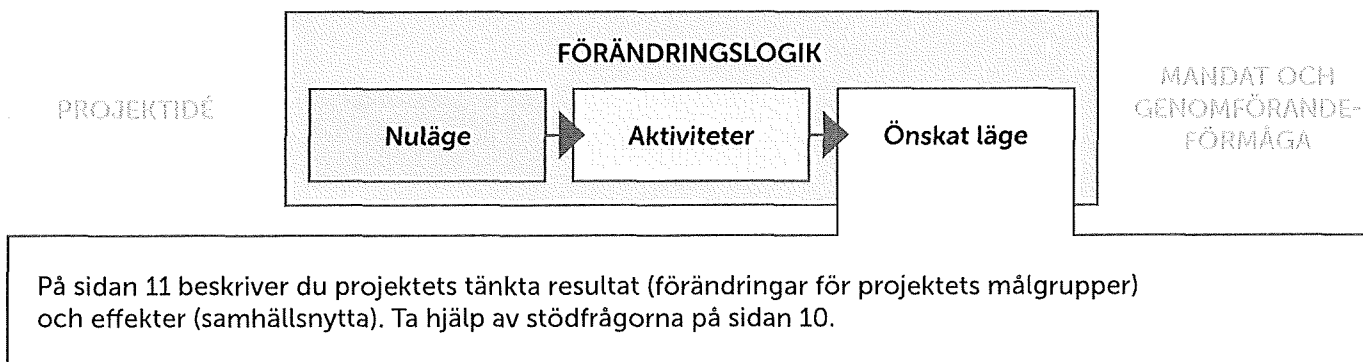 FÖRÄNDRINGSLOGIK
PROJEKTIDÉ
Nuläge
Aktiviteter
Önskat läge
MANDAT OCH
GENOMFÖRANDE-
FÖRMÅGA
På sidan 11 beskriver du projektets tänkta resultat (förändringar för projektets målgrupper)
och effekter (samhällsnytta). Ta hjälp av stödfrågorna på sidan 10.